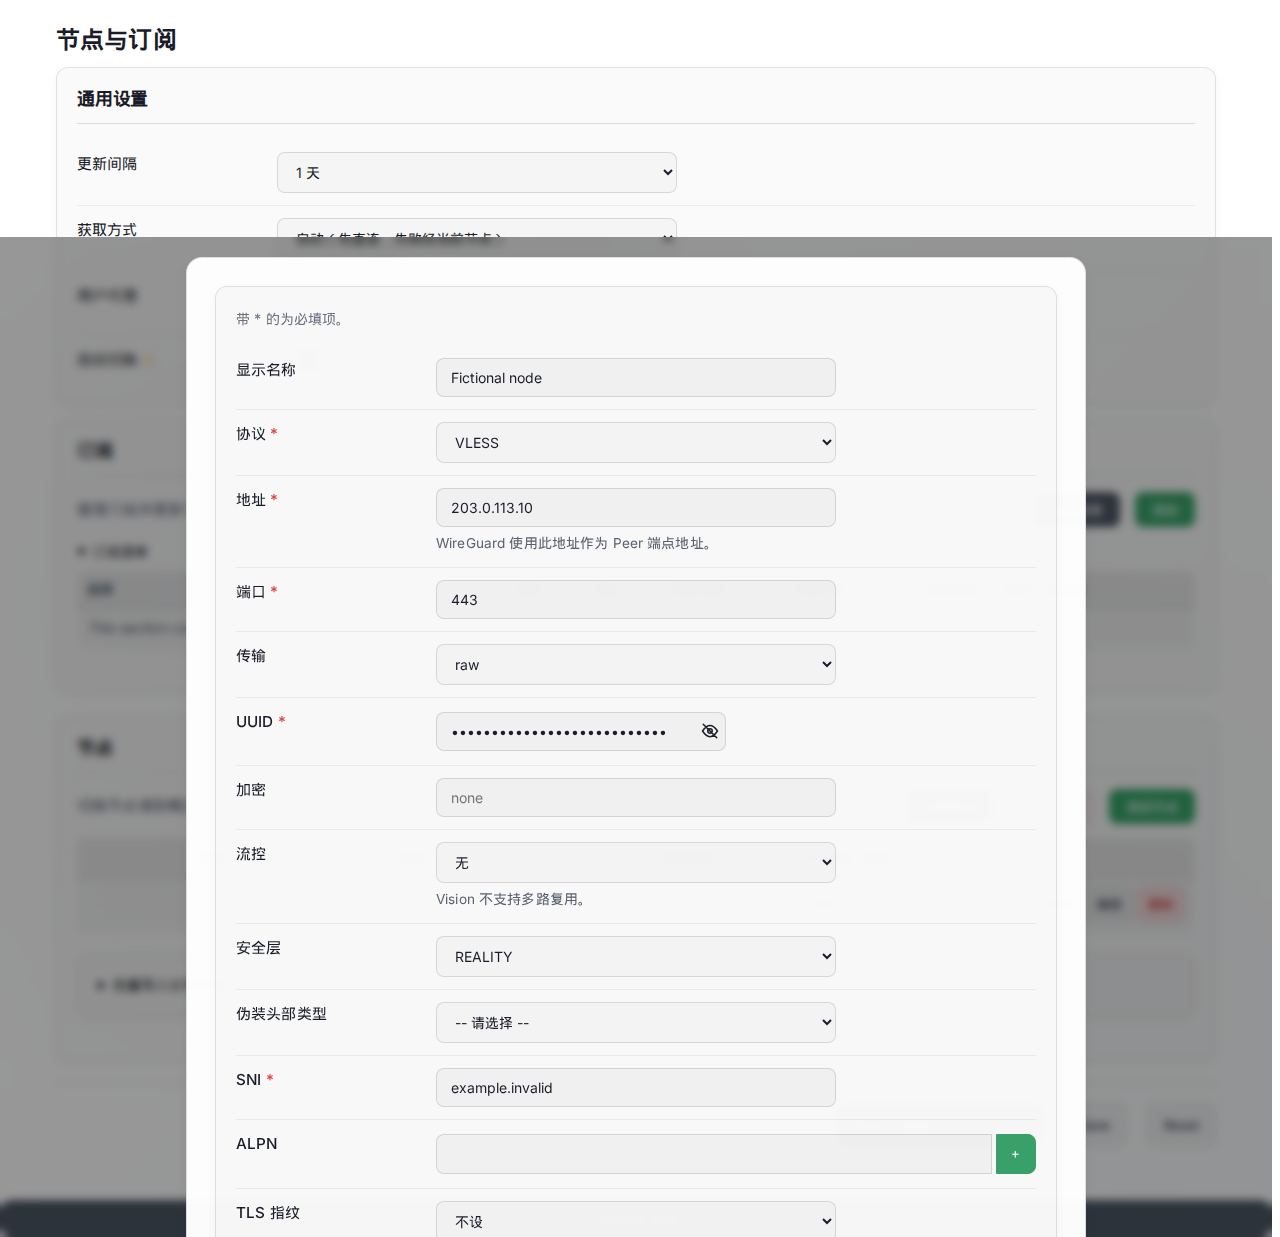 节点与订阅
通用设置
更新间隔
1 天
获取方式
带 * 的为必填项。
显示名称
Fictional node
协议 *
VLESS
地址 *
203.0.113.10
WireGuard 使用此地址作为 Peer 端点地址。
端口 *
443
传输
raw
UUID *
••••••••••••••••••••••••••••
加密
none
流控
无
Vision 不支持多路复用。
安全层
REALITY
伪装头部类型
-- 请选择 --
SNI *
example.invalid
ALPN
+
TLS 指纹
不设